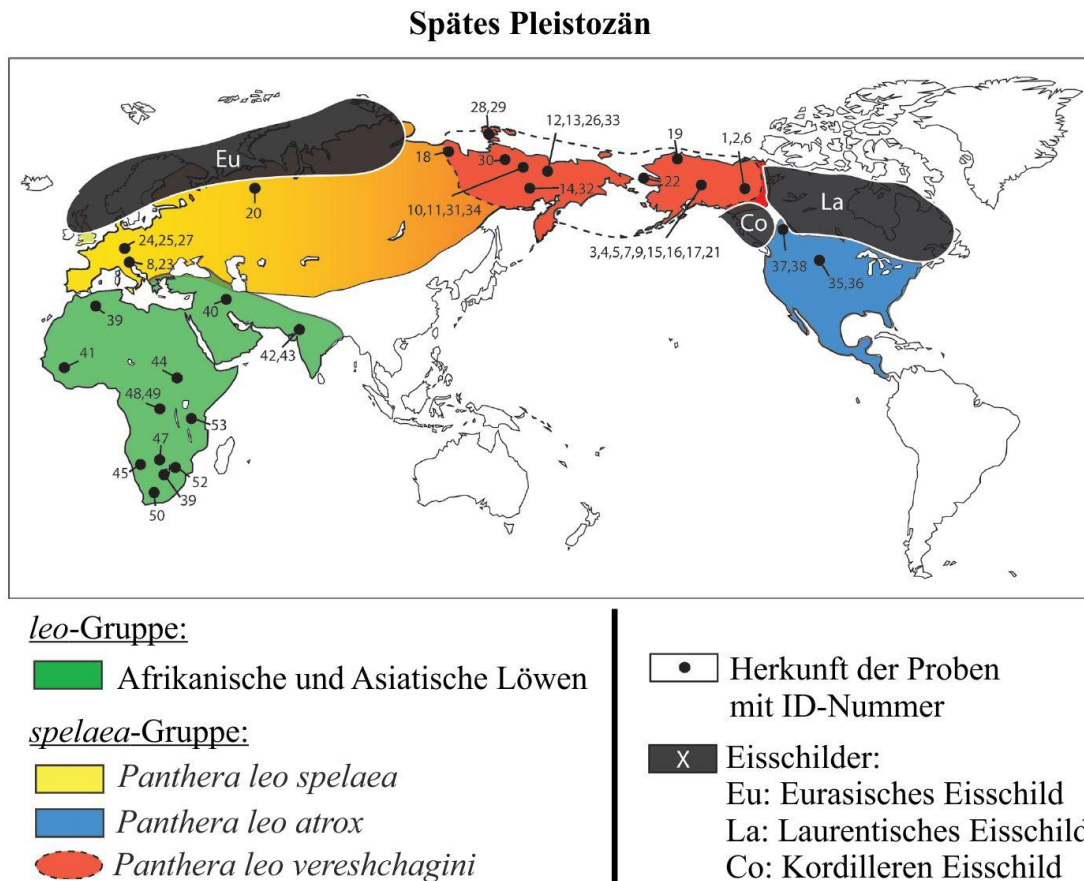 Spätes Pleistozän
28,29
12,13,26,33
19
1,2,6
Eu
18
30
22
La
20
14,32
10,11,31,34
Co
24,25,27
3,4,5,7,9,15,16,17,21
8,23
37,38
35,36
39
40
42,43
41
44
48,49
53
47
45
52
39
50
leo-Gruppe:
Afrikanische und Asiatische Löwen
spelaea-Gruppe:
Panthera leo spelaea
Panthera leo atrox
Panthera leo vereshchagini
Herkunft der Proben
mit ID-Nummer
X
Eisschilder:
Eu: Eurasisches Eisschild
La: Laurentisches Eisschild
Co: Kordilleren Eisschild